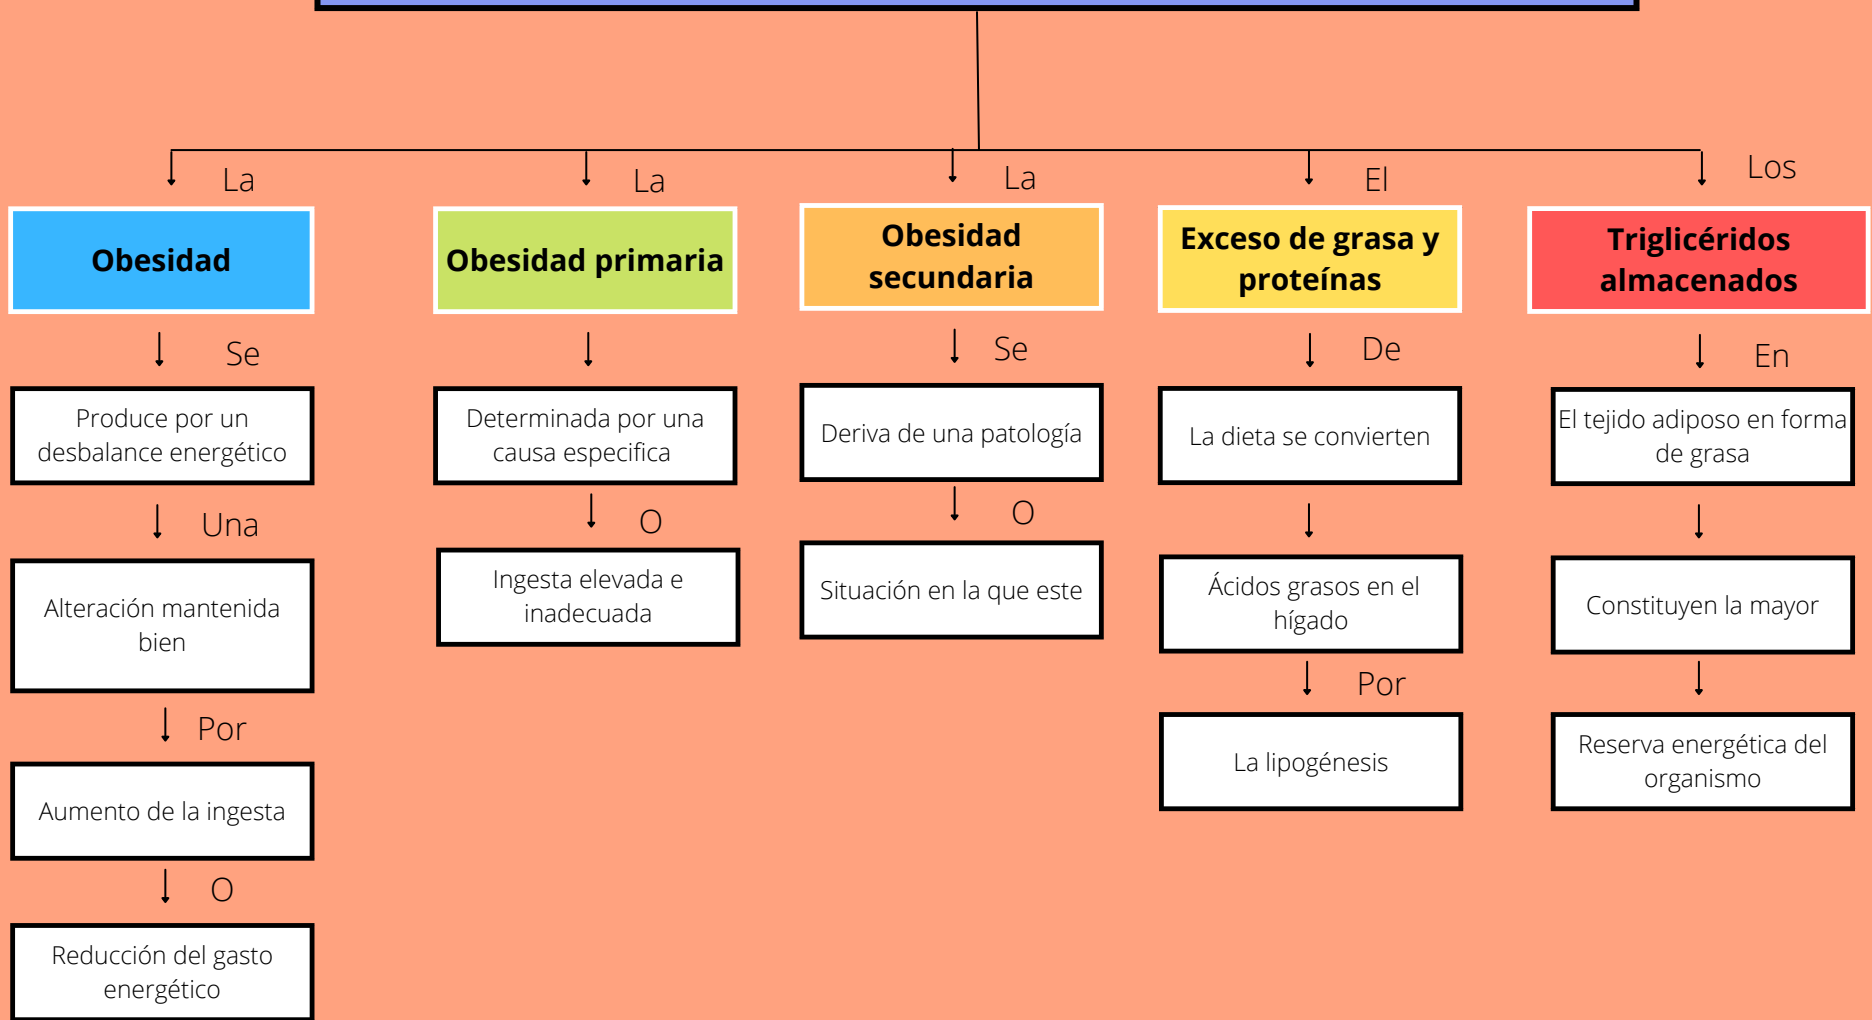 La
Obesidad
Se
Produce por un
desbalance energético
Una
Alteración mantenida
bien
Por
Aumento de la ingesta
O
Reducción del gasto
energético
La
Obesidad primaria
Determinada por una
causa especifica
O
Ingesta elevada e
inadecuada
La
Obesidad
secundaria
Se
Deriva de una patología
O
Situación en la que este
El
Exceso de grasa y
proteínas
De
La dieta se convierten
Ácidos grasos en el
hígado
Por
La lipogénesis
Los
Triglicéridos
almacenados
En
El tejido adiposo en forma
de grasa
Constituyen la mayor
Reserva energética del
organismo